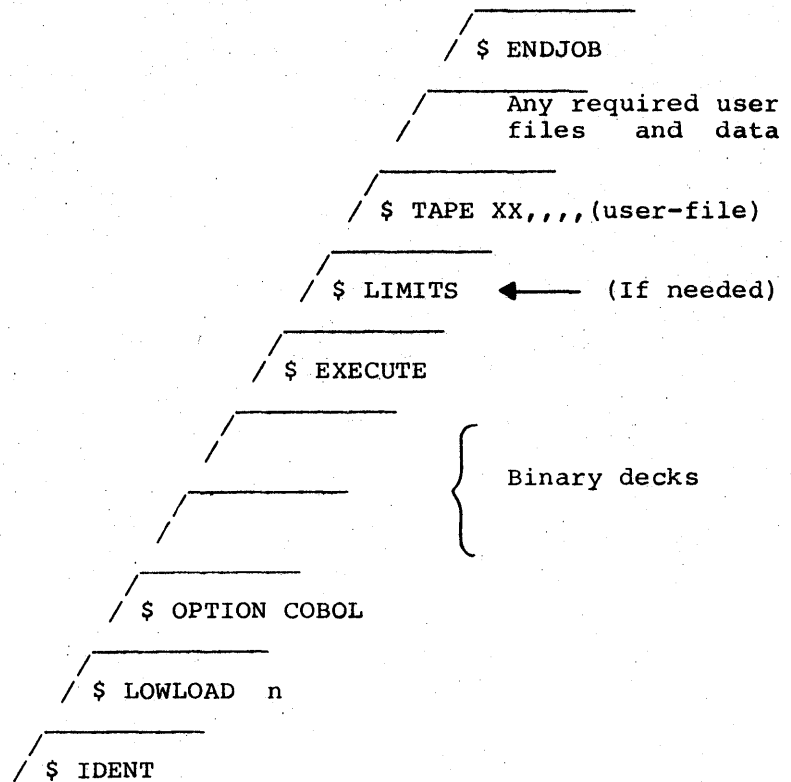 $ ENDJOB
Any required user
files and data
$ TAPE XX,,,,(user-file)
$ LIMITS (If needed)
$ EXECUTE
Binary decks
$ OPTION COBOL
$ LOWLOAD n
$ IDENT